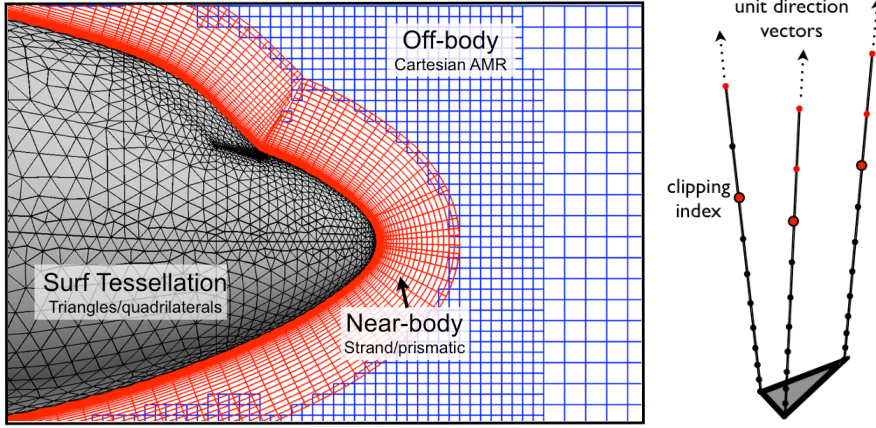 Off-body
Cartesian AMR
Surf Tessellation
Triangles/quadrilaterals
Near-body
Strand/prismatic
unit direction
vectors
clipping
index